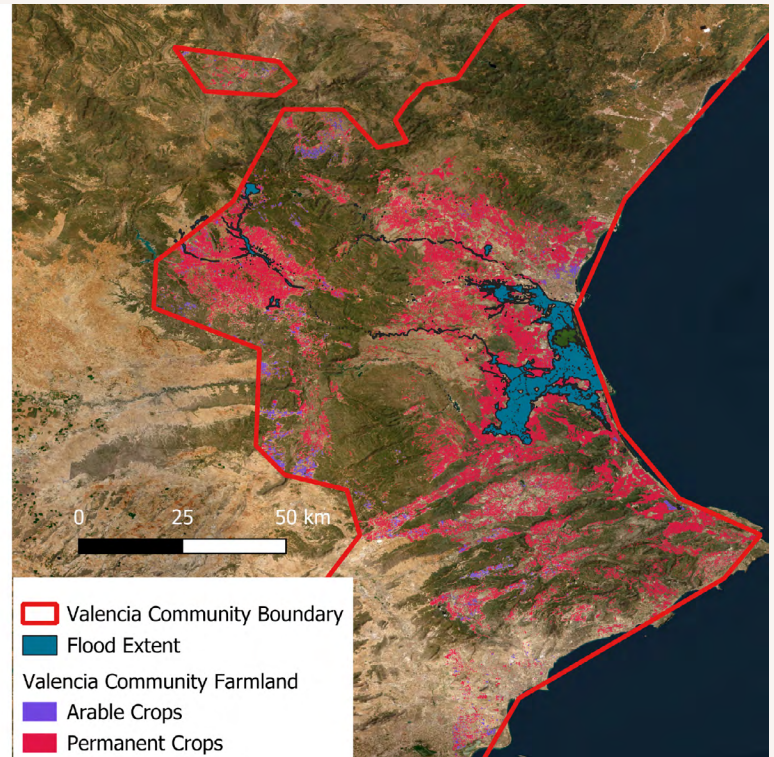 0 25 50 km
Valencia Community Boundary
Flood Extent
Valencia Community Farmland
Arable Crops
Permanent Crops